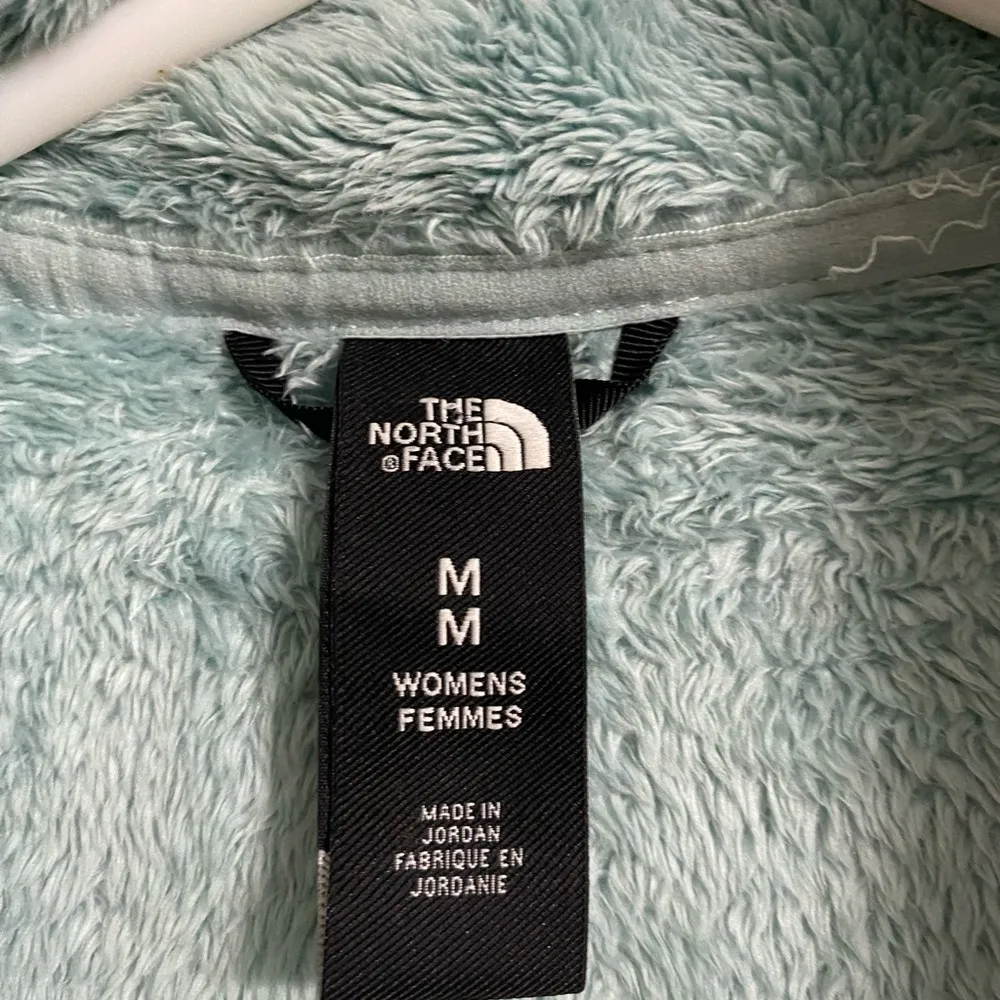 THE
NORTH
®FACE
M
M
WOMENS
FEMMES
MADE IN
JORDAN
FABRIQUE EN
JORDANIE